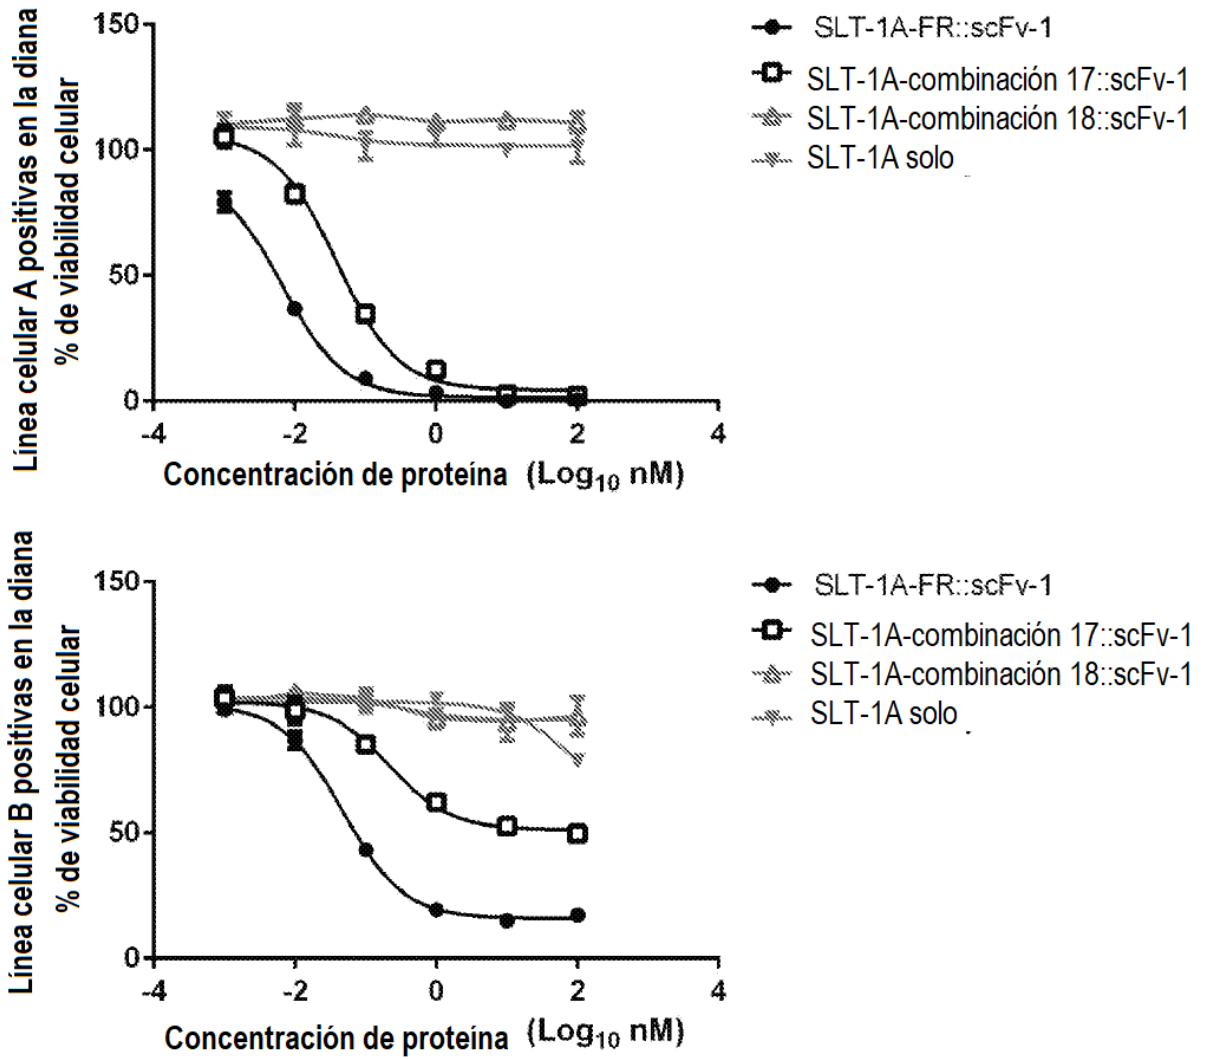 Línea celular A positivas en la diana
% de viabilidad celular
150
100
50
0
-4
-2
0
2
4
Concentración de proteína (Log10 nM)
SLT-1A-FR::scFv-1
SLT-1A-combinación 17::scFv-1
SLT-1A-combinación 18::scFv-1
SLT-1A solo
Línea celular B positivas en la diana
% de viabilidad celular
150
100
50
0
-4
-2
0
2
4
Concentración de proteína (Log10 nM)
SLT-1A-FR::scFv-1
SLT-1A-combinación 17::scFv-1
SLT-1A-combinación 18::scFv-1
SLT-1A solo